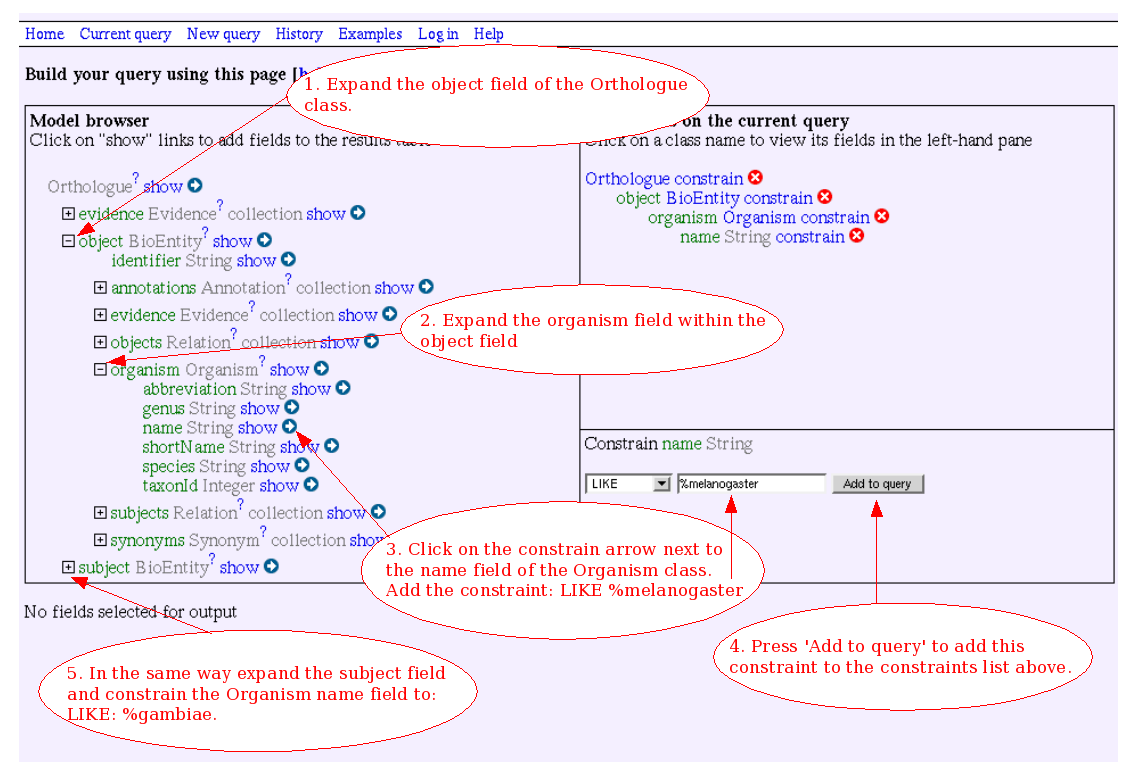 Home Current query New query History Examples Log in Help
Build your query using this page [
1. Expand the object field of the Orthologue
class.
Model browser
Click on "show" links to add fields to the results
on the current query
Click on a class name to view its fields in the left-hand pane
Orthologue? show
+ evidence Evidence? collection show
- object BioEntity? show
identifier String show
+ annotations Annotation? collection show
+ evidence Evidence? collection show
+ objects Relation? collection show
- organism Organism? show
abbreviation String show
genus String show
name String show
shortName String show
species String show
taxonId Integer show
+ subjects Relation? collection show
+ synonyms Synonym? collection show
+ subject BioEntity? show
Orthologue constrain
object BioEntity constrain
organism Organism constrain
name String constrain
2. Expand the organism field within the
object field
Constrain name String
LIKE %melanogaster Add to query
3. Click on the constrain arrow next to
the name field of the Organism class.
Add the constraint: LIKE %melanogaster
No fields selected for output
4. Press 'Add to query' to add this
constraint to the constraints list above.
5. In the same way expand the subject field
and constrain the Organism name field to:
LIKE: %gambiae.